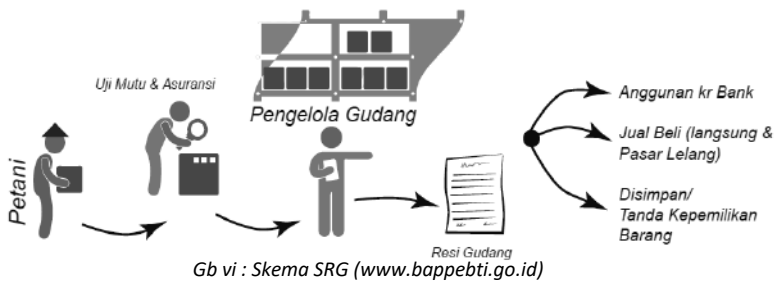 Uji Mutu & Asuransi
Pengelola Gudang
Petani
Resi Gudang
Anggunan kr Bank
Jual Beli (langsung &
Pasar Lelang)
Disimpan/
Tanda Kepemilikan
Barang
Gb vi : Skema SRG (www.bappebti.go.id)